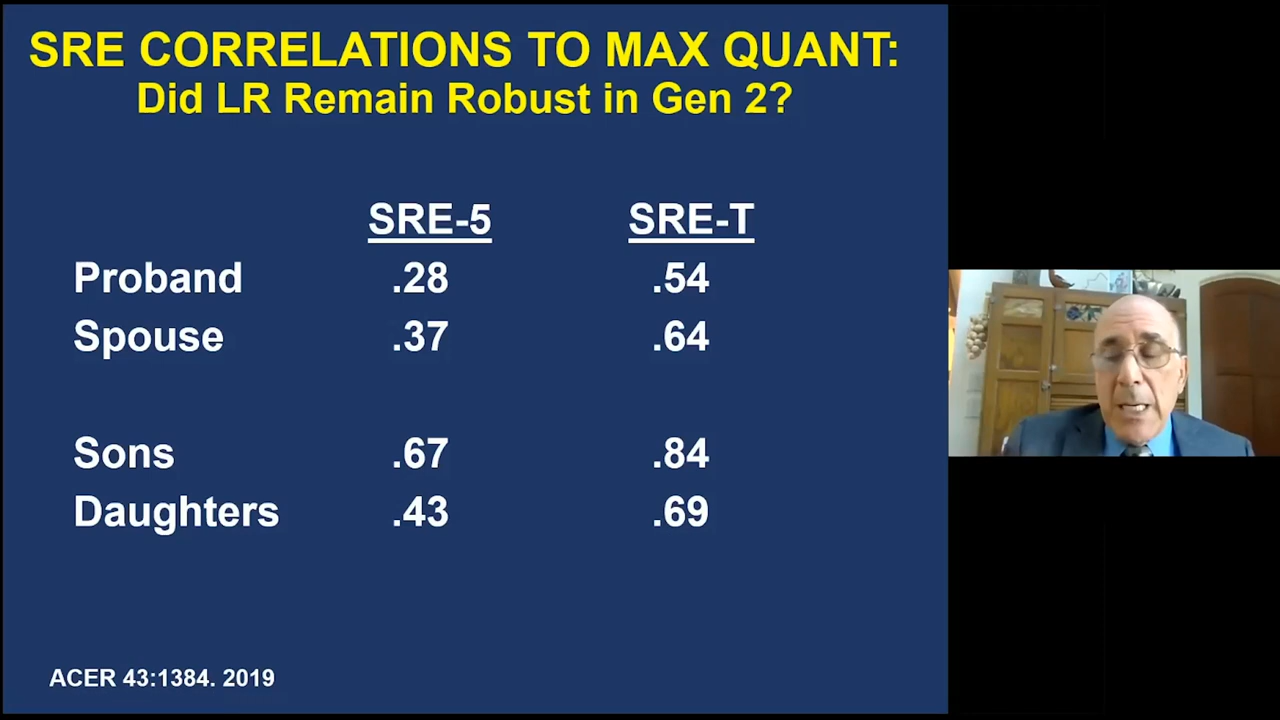 SRE CORRELATIONS TO MAX QUANT:
Did LR Remain Robust in Gen 2?
SRE-5 SRE-T
Proband .28 .54
Spouse .37 .64
Sons .67 .84
Daughters .43 .69
ACER 43:1384. 2019